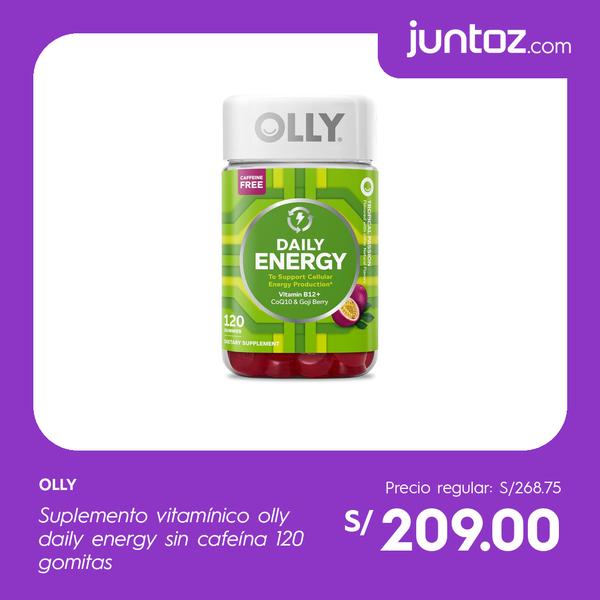 juntoz.com
OLLY®
CAFFEINE
FREE
DAILY
ENERGY
To Support Cellular
Energy Production*
Vitamin B12+
CoQ10 & Goji Berry
TROPICAL PASSION
120
GUMMIES
DIETARY SUPPLEMENT
OLLY
Suplemento vitamínico olly
daily energy sin cafeína 120
gomitas
Precio regular: S/268.75
S/ 209.00